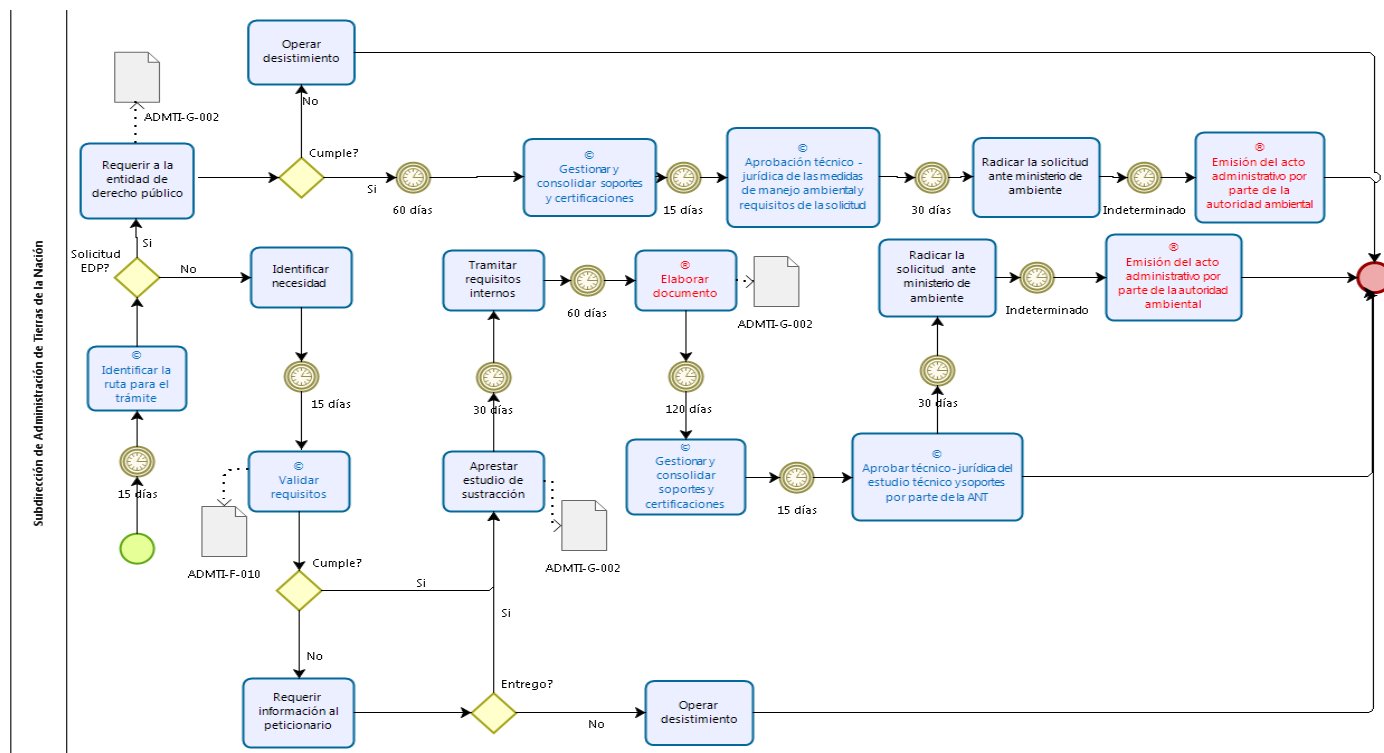 Subdirección de Administración de Tierras de la Nación
15 días
©
Identificar la
ruta para el
trámite
Solicitud
EDP?
Si
No
Requerir a la
entidad de
derecho público
ADMTI-G-002
Cumple?
No
Operar
desistimiento
Si
60 días
©
Gestionar y
consolidar soportes
y certificaciones
15 días
©
Aprobación técnico -
jurídica de las medidas
de manejo ambiental y
requisitos de la solicitud
30 días
Radicar la solicitud
ante ministerio de
ambiente
Indeterminado
®
Emisión del acto
administrativo por
parte de la
autoridad ambiental
Identificar
necesidad
15 días
©
Validar
requisitos
ADMTI-F-010
Cumple?
Si
No
Requerir
información al
peticionario
Entrego?
Si
No
Operar
desistimiento
Aprestar
estudio de
sustracción
ADMTI-G-002
30 días
Tramitar
requisitos
internos
60 días
®
Elaborar
documento
ADMTI-G-002
120 días
©
Gestionar y
consolidar
soportes y
certificaciones
15 días
©
Aprobar técnico - jurídica del
estudio técnico y soportes
por parte de la ANT
30 días
Radicar la
solicitud ante
ministerio de
ambiente
Indeterminado
®
Emisión del acto
administrativo por
parte de la autoridad
ambiental